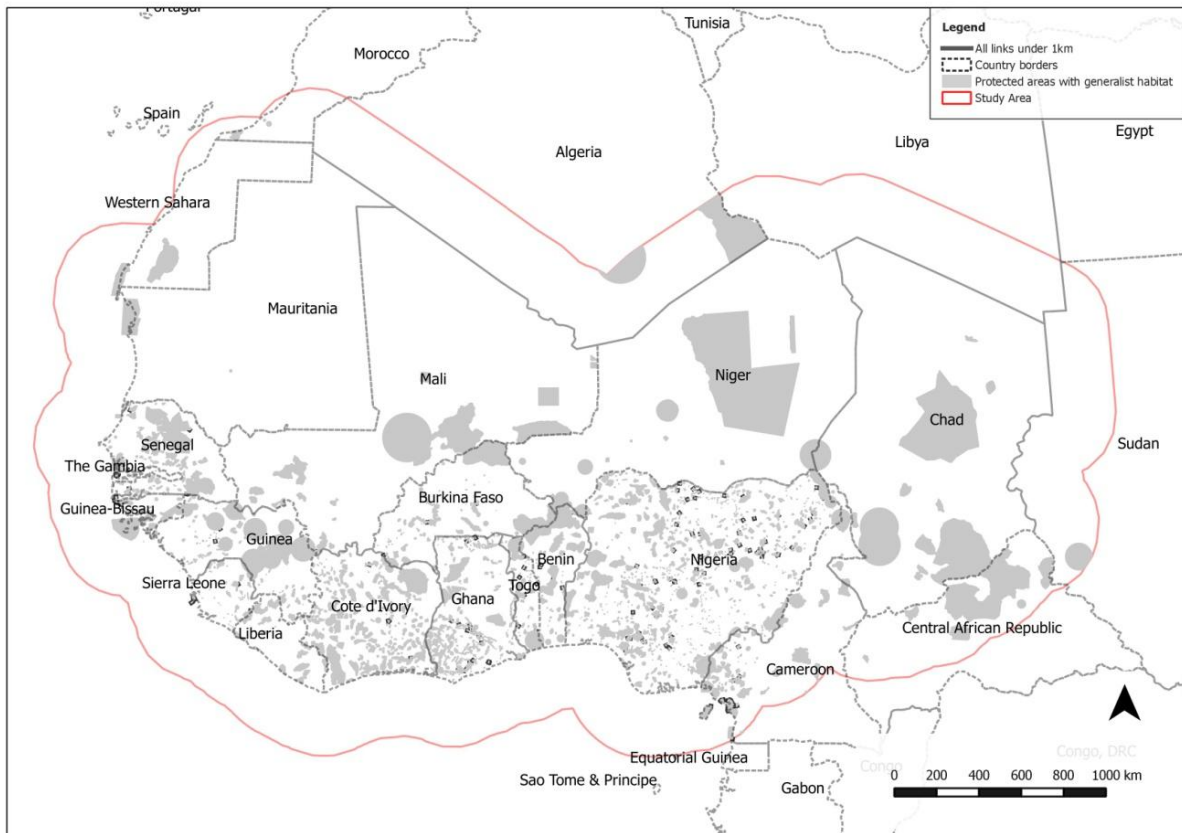 Portugal
Tunisia
Morocco
Legend
All links under 1km
Country borders
Protected areas with generalist habitat
Study Area
Spain
Algeria
Libya
Egypt
Western Sahara
Mauritania
Mali
Niger
Chad
Sudan
Senegal
The Gambia
Guinea-Bissau
Burkina Faso
Guinea
Benin
Nigeria
Sierra Leone
Togo
Cote d'Ivory
Ghana
Liberia
Central African Republic
Cameroon
Equatorial Guinea
Congo, DRC
Congo
Sao Tome & Principe
Gabon
0 200 400 600 800 1000 km